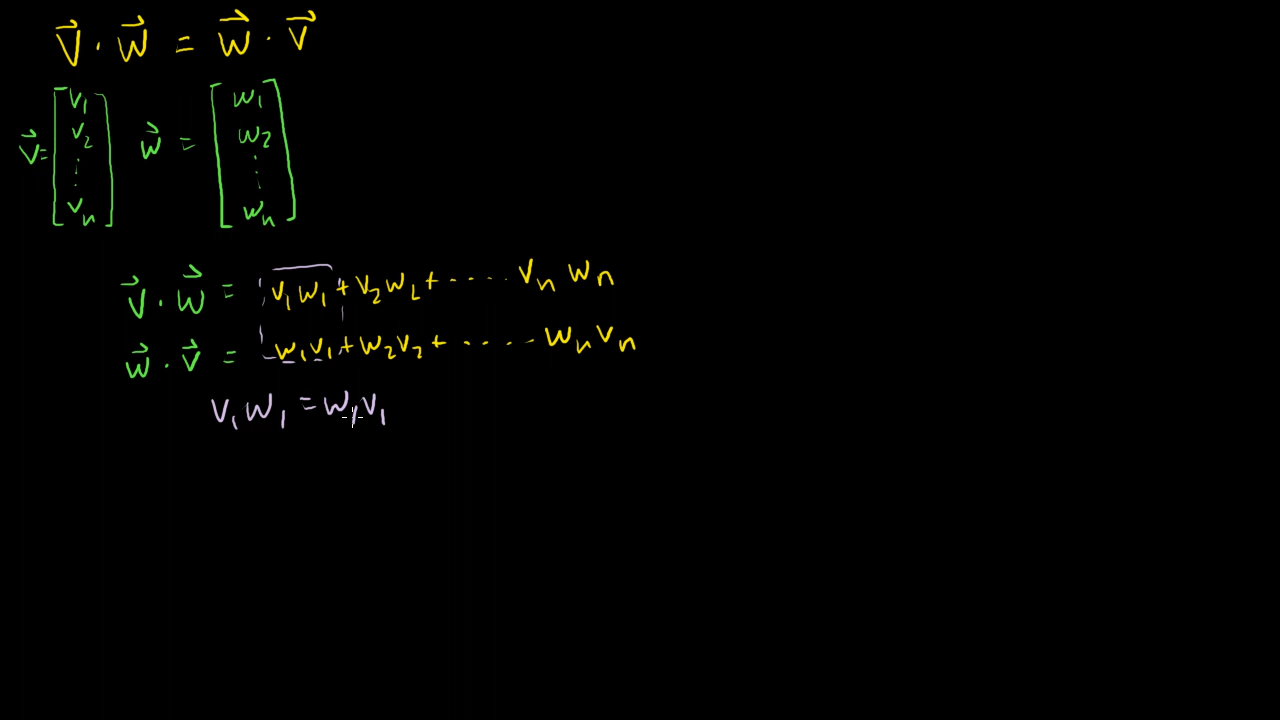 v⃗ · w⃗ = w⃗ · v⃗
v⃗ = [v₁ v₂ ⋮ vₙ] w⃗ = [w₁ w₂ ⋮ wₙ]
v⃗ · w⃗ = v₁w₁ + v₂w₂ + ····· vₙwₙ
w⃗ · v⃗ = w₁v₁ + w₂v₂ + ····· wₙvₙ
v₁w₁ = w₁v₁